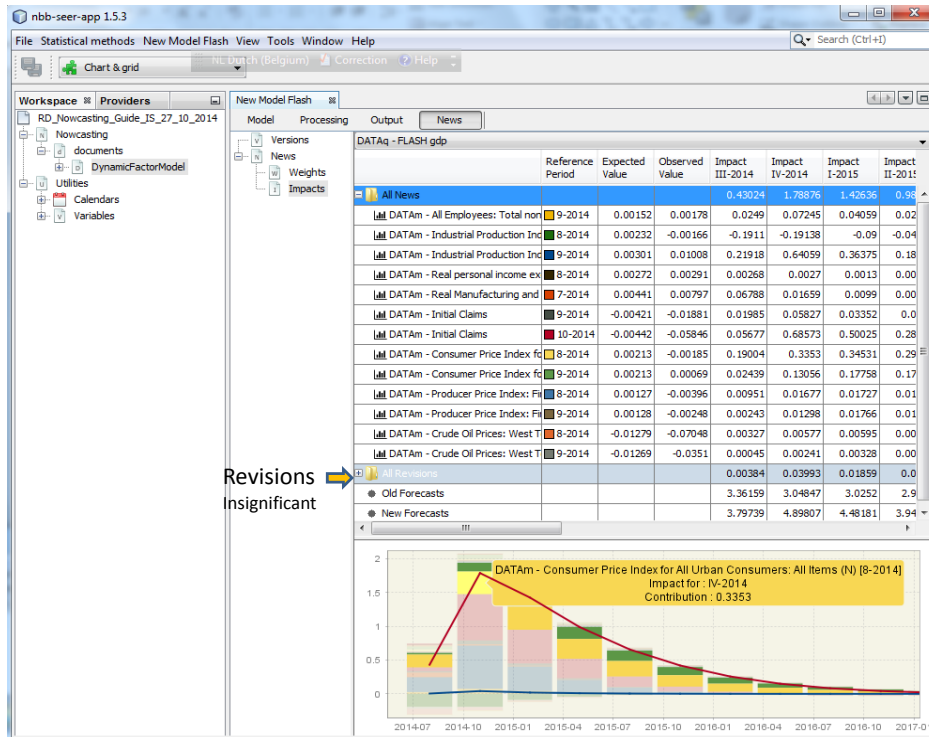 nbb-seer-app 1.5.3
File Statistical methods New Model Flash View Tools Window Help
Search (Ctrl+I)
Chart & grid
NL Dutch (Belgium) Correction Help
Workspace Providers
New Model Flash
RD_Nowcasting_Guide_IS_27_10_2014
Nowcasting
documents
DynamicFactorModel
Utilities
Calendars
Variables
Model Processing Output News
Versions
News
Weights
Impacts
DATAq - FLASH gdp
Reference Period Expected Value Observed Value Impact III-2014 Impact IV-2014 Impact I-2015 Impact II-2015
All News 0.43024 1.78876 1.42636 0.98
DATAm - All Employees: Total non 9-2014 0.00152 0.00178 0.0249 0.07245 0.04059 0.02
DATAm - Industrial Production Ind 8-2014 0.00232 -0.00166 -0.1911 -0.19138 -0.09 -0.04
DATAm - Industrial Production Ind 9-2014 0.00301 0.01008 0.21918 0.64059 0.36375 0.18
DATAm - Real personal income ex 8-2014 0.00272 0.00291 0.00268 0.0027 0.0013 0.00
DATAm - Real Manufacturing and 7-2014 0.00441 0.00797 0.06788 0.01659 0.0099 0.00
DATAm - Initial Claims 9-2014 -0.00421 -0.01881 0.01985 0.05827 0.03352 0.0
DATAm - Initial Claims 10-2014 -0.00442 -0.05846 0.05677 0.68573 0.50025 0.28
DATAm - Consumer Price Index fo 8-2014 0.00213 -0.00185 0.19004 0.3353 0.34531 0.29
DATAm - Consumer Price Index fo 9-2014 0.00213 0.00069 0.02439 0.13056 0.17758 0.17
DATAm - Producer Price Index: Fi 8-2014 0.00127 -0.00396 0.00951 0.01677 0.01727 0.01
DATAm - Producer Price Index: Fi 9-2014 0.00128 -0.00248 0.00243 0.01298 0.01766 0.01
DATAm - Crude Oil Prices: West T 8-2014 -0.01279 -0.07048 0.00327 0.00577 0.00595 0.00
DATAm - Crude Oil Prices: West T 9-2014 -0.01269 -0.0351 0.00045 0.00241 0.00328 0.00
All Revisions 0.00384 0.03993 0.01859 0.0
Old Forecasts 3.36159 3.04847 3.0252 2.9
New Forecasts 3.79739 4.89807 4.48181 3.94
Revisions
Insignificant
DATAm - Consumer Price Index for All Urban Consumers: All Items (N) [8-2014]
Impact for : IV-2014
Contribution : 0.3353
2
1.5
1
0.5
0
2014-07 2014-10 2015-01 2015-04 2015-07 2015-10 2016-01 2016-04 2016-07 2016-10 2017-0